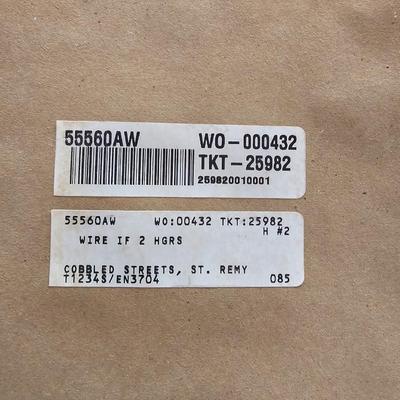 55560AW WO-000432
TKT-25982
259820010001
55560AW WO:00432 TKT:25982
H #2
WIRE IF 2 HGRS
COBBLED STREETS, ST. REMY
T1234S/EN3704 085